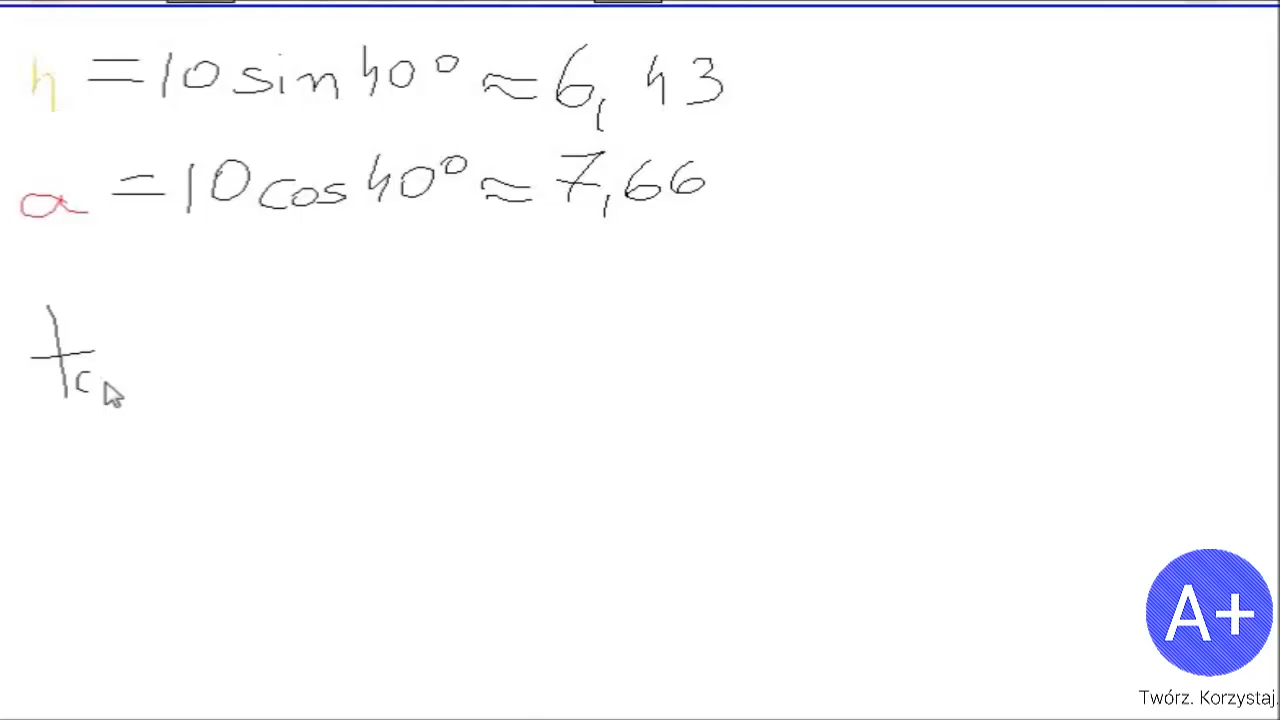 h = 10 sin 40° ≈ 6,43
a = 10 cos 40° ≈ 7,66
A+
Twórz. Korzystaj.